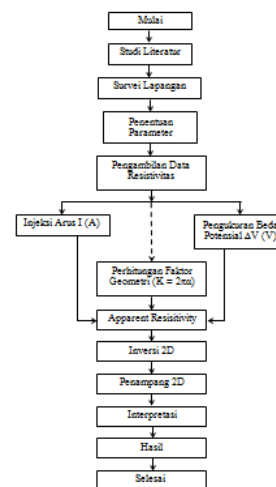 Mulai
Studi Literatur
Survei Lapangan
Penentuan
Parameter
Pengambilan Data
Resistivitas
Injeksi Arus I (A)
Pengukuran Beda
Potensial ΔV (V)
Perhitungan Faktor
Geometri (K = 2πa)
Apparent Resisitivity
Inversi 2D
Penampang 2D
Interpretasi
Hasil
Selesai